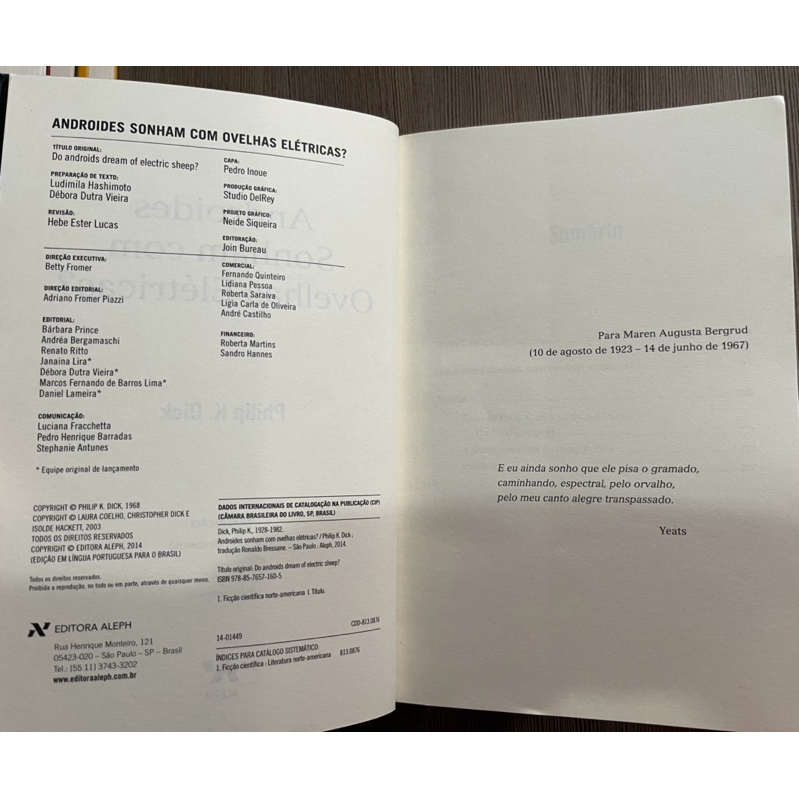 ANDROIDES SONHAM COM OVELHAS ELÉTRICAS?
TÍTULO ORIGINAL:
Do androids dream of electric sheep?
PREPARAÇÃO DE TEXTO:
Ludimila Hashimoto
Débora Dutra Vieira
REVISÃO:
Hebe Ester Lucas
CAPA:
Pedro Inoue
PRODUÇÃO GRÁFICA:
Studio DelRey
PROJETO GRÁFICO:
Neide Siqueira
EDITORAÇÃO:
Join Bureau
DIREÇÃO EXECUTIVA:
Betty Fromer
DIREÇÃO EDITORIAL:
Adriano Fromer Piazzi
EDITORIAL:
Bárbara Prince
Andréa Bergamaschi
Renato Ritto
Janaina Lira*
Débora Dutra Vieira*
Marcos Fernando de Barros Lima*
Daniel Lameira*
COMUNICAÇÃO:
Luciana Fracchetta
Pedro Henrique Barradas
Stephanie Antunes
* Equipe original de lançamento
COMERCIAL:
Fernando Quinteiro
Lidiana Pessoa
Roberta Saraiva
Ligia Carla de Oliveira
André Castilho
FINANCEIRO:
Roberta Martins
Sandro Hannes
COPYRIGHT © PHILIP K. DICK, 1968
COPYRIGHT © LAURA COELHO, CHRISTOPHER DICK E
ISOLDE HACKETT, 2003
TODOS OS DIREITOS RESERVADOS
COPYRIGHT © EDITORA ALEPH, 2014
(EDIÇÃO EM LÍNGUA PORTUGUESA PARA O BRASIL)
Todos os direitos reservados.
Proibida a reprodução, no todo ou em parte, através de quaisquer meios.
EDITORA ALEPH
Rua Henrique Monteiro, 121
05423-020 – São Paulo – SP – Brasil
Tel.: [55 11] 3743-3202
www.editoraaleph.com.br
DADOS INTERNACIONAIS DE CATALOGAÇÃO NA PUBLICAÇÃO (CIP)
(CÂMARA BRASILEIRA DO LIVRO, SP, BRASIL)
Dick, Philip K., 1928-1982.
Androides sonham com ovelhas elétricas? / Philip K. Dick ;
tradução Ronaldo Bressane. – São Paulo : Aleph, 2014.
Título original: Do androids dream of electric sheep?
ISBN 978-85-7657-160-5
1. Ficção científica norte-americana I. Título.
14-01449
CDD-813.0876
ÍNDICES PARA CATÁLOGO SISTEMÁTICO:
1. Ficção científica : Literatura norte-americana 813.0876
Para Maren Augusta Bergrud
(10 de agosto de 1923 – 14 de junho de 1967)
E eu ainda sonho que ele pisa o gramado,
caminhando, espectral, pelo orvalho,
pelo meu canto alegre transpassado.
Yeats